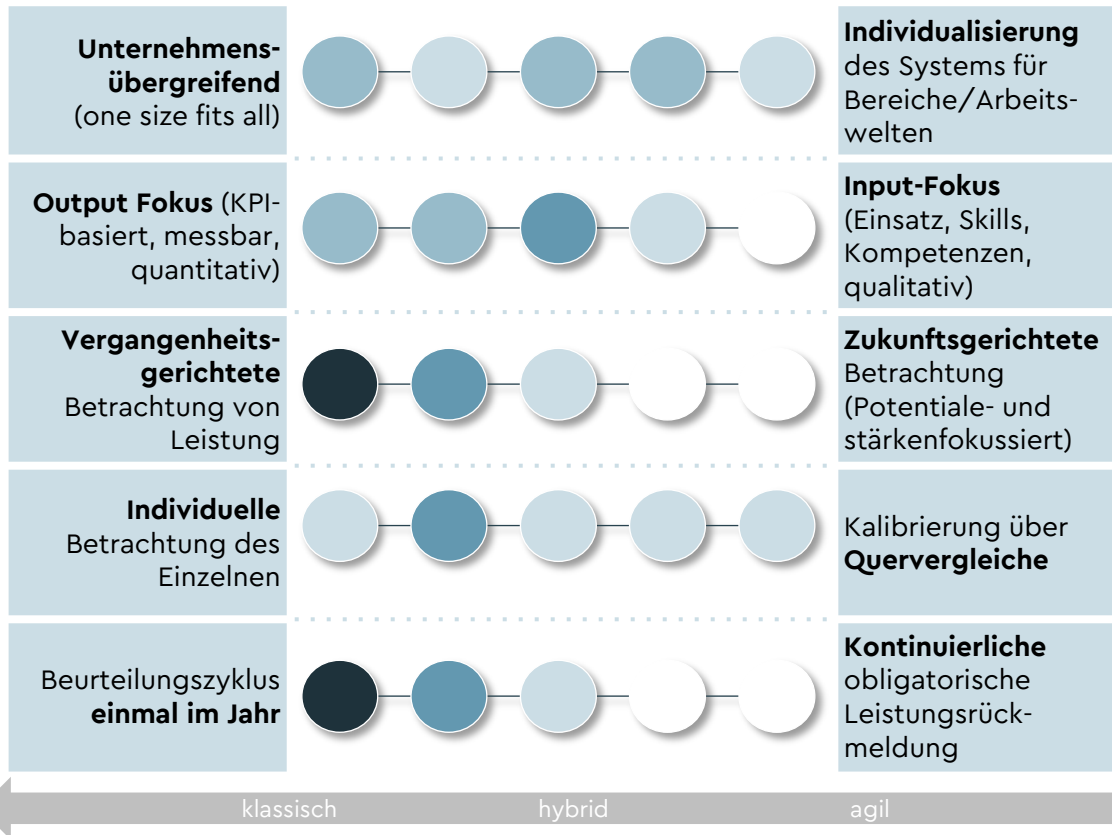 Unternehmens-
übergreifend
(one size fits all)
Individualisierung
des Systems für
Bereiche/Arbeits-
welten
Output Fokus (KPI-
basiert, messbar,
quantitativ)
Input-Fokus
(Einsatz, Skills,
Kompetenzen,
qualitativ)
Vergangenheits-
gerichtete
Betrachtung von
Leistung
Zukunftsgerichtete
Betrachtung
(Potentiale- und
stärkenfokussiert)
Individuelle
Betrachtung des
Einzelnen
Kalibrierung über
Quervergleiche
Beurteilungszyklus
einmal im Jahr
Kontinuierliche
obligatorische
Leistungsrück-
meldung
klassisch hybrid agil